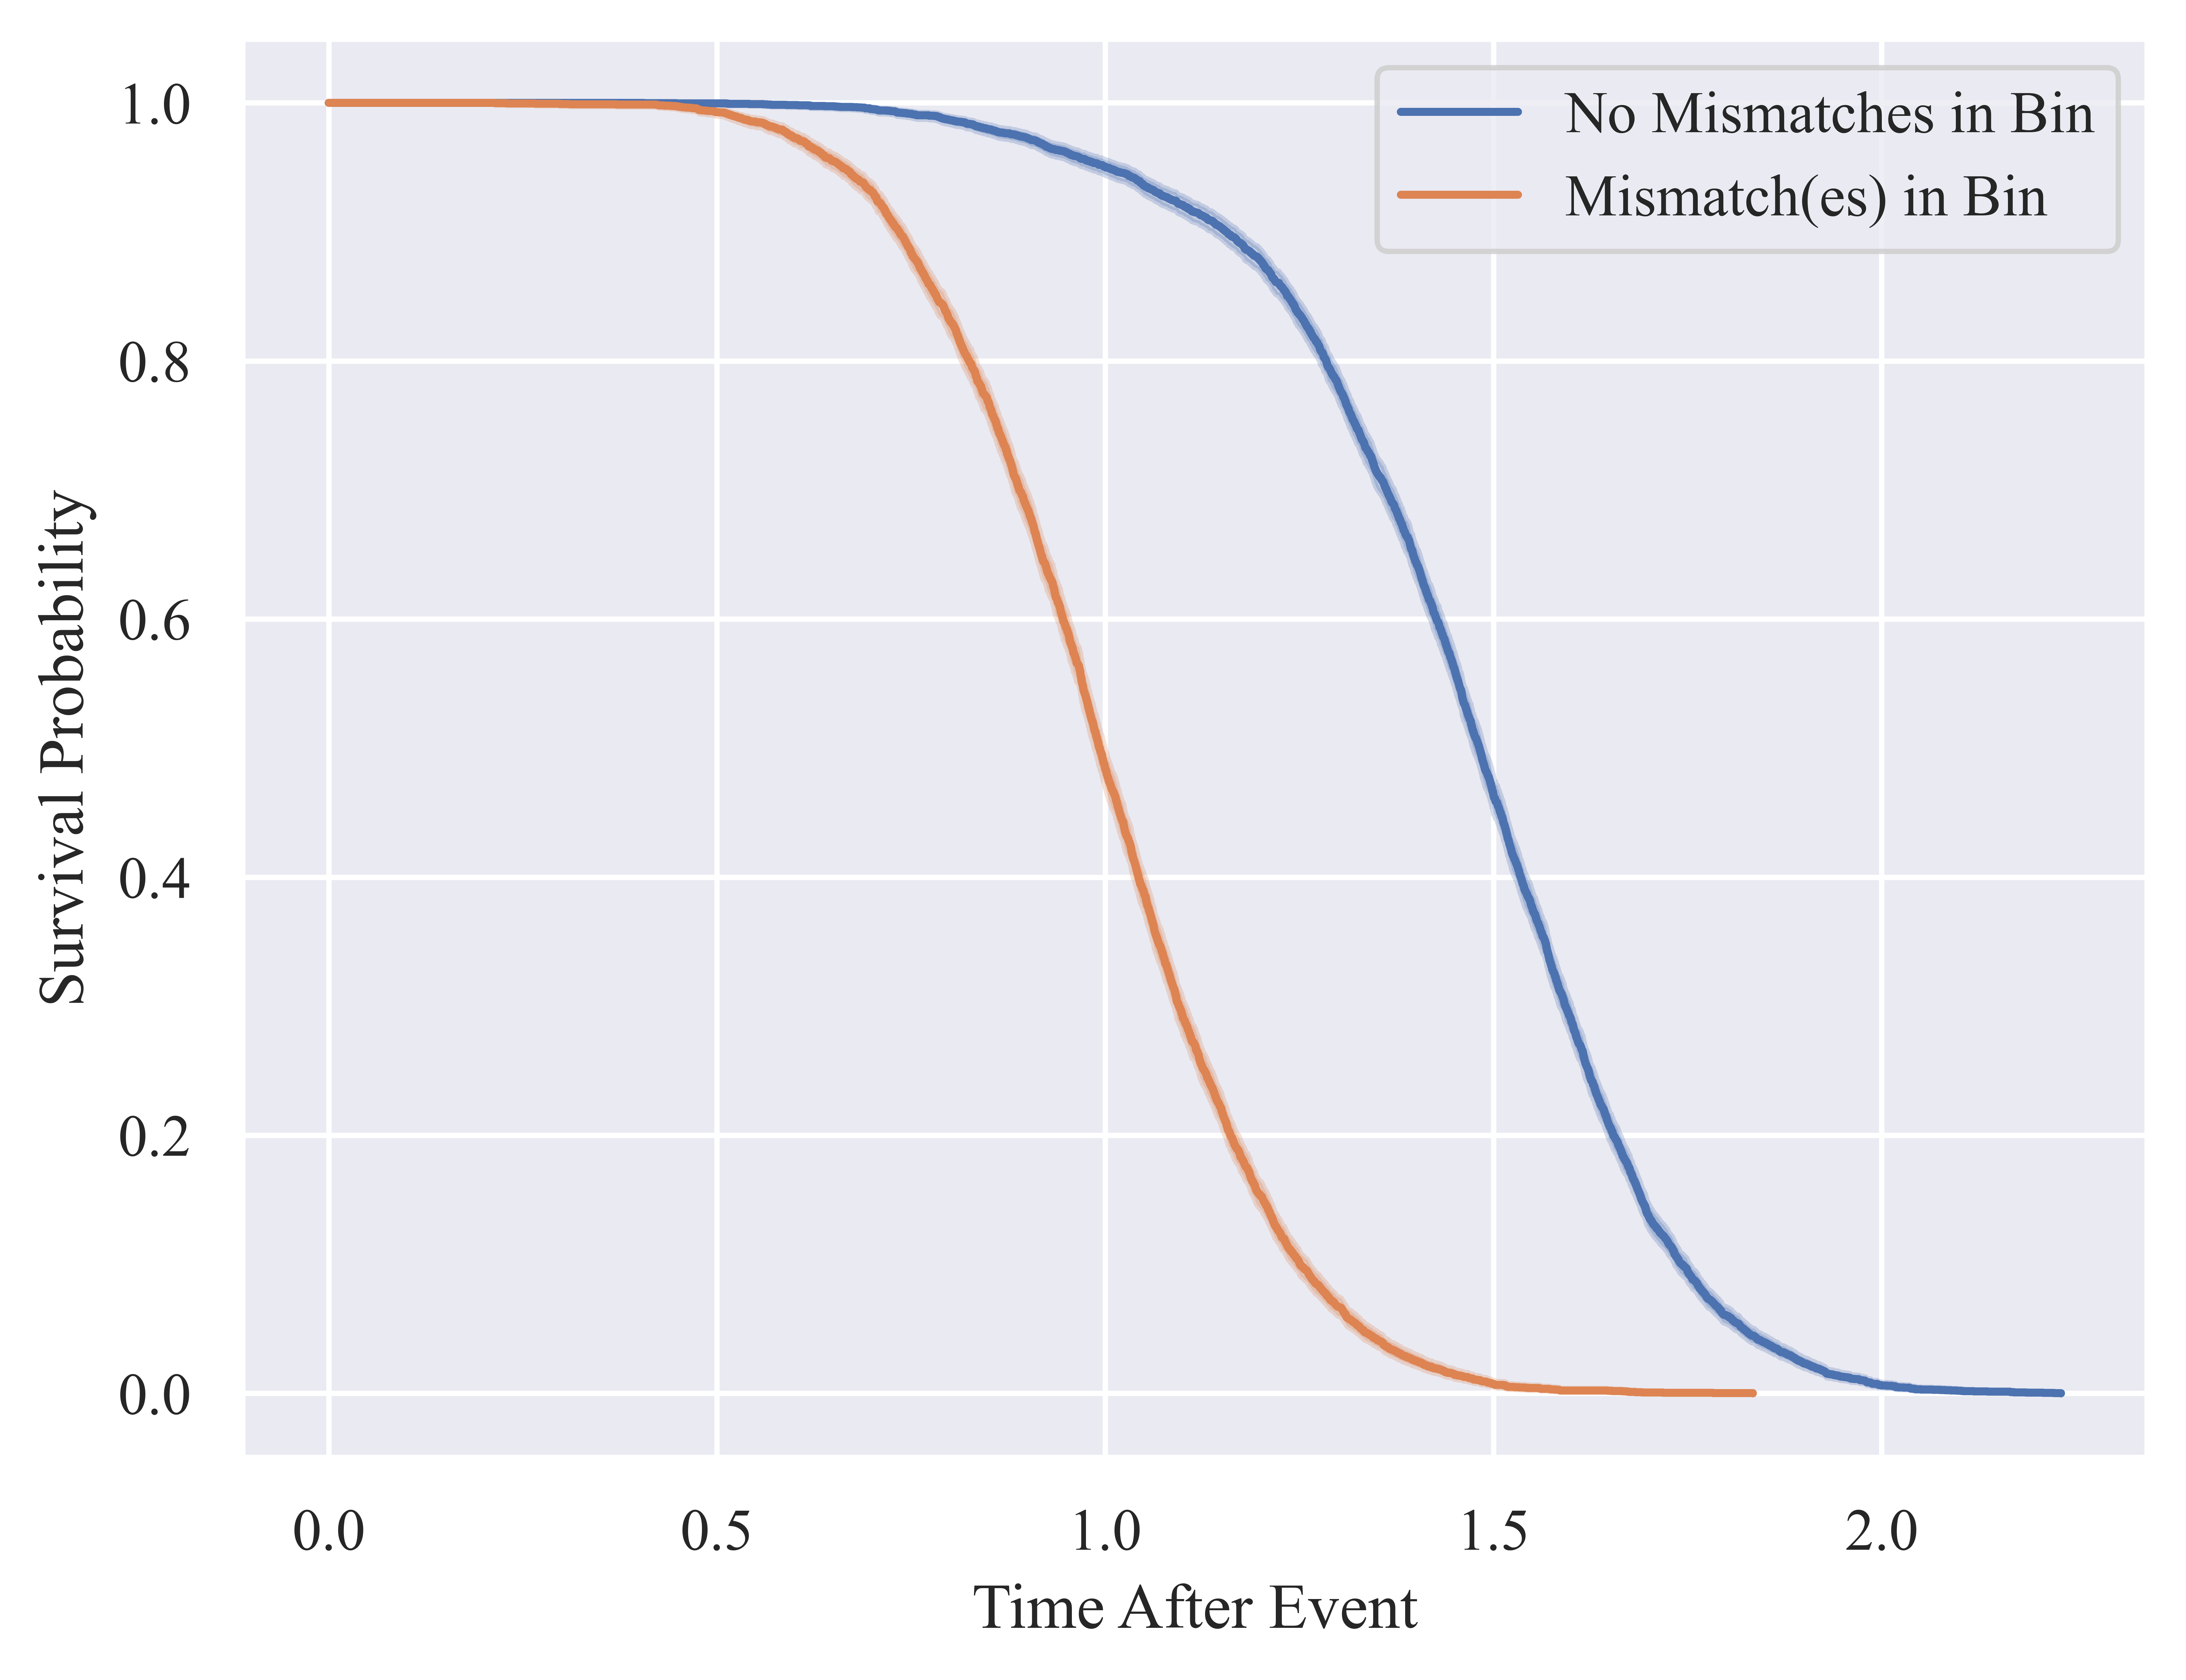 No Mismatches in Bin
Mismatch(es) in Bin
1.0
0.8
0.6
0.4
0.2
0.0
Survival Probability
0.0 0.5 1.0 1.5 2.0
Time After Event